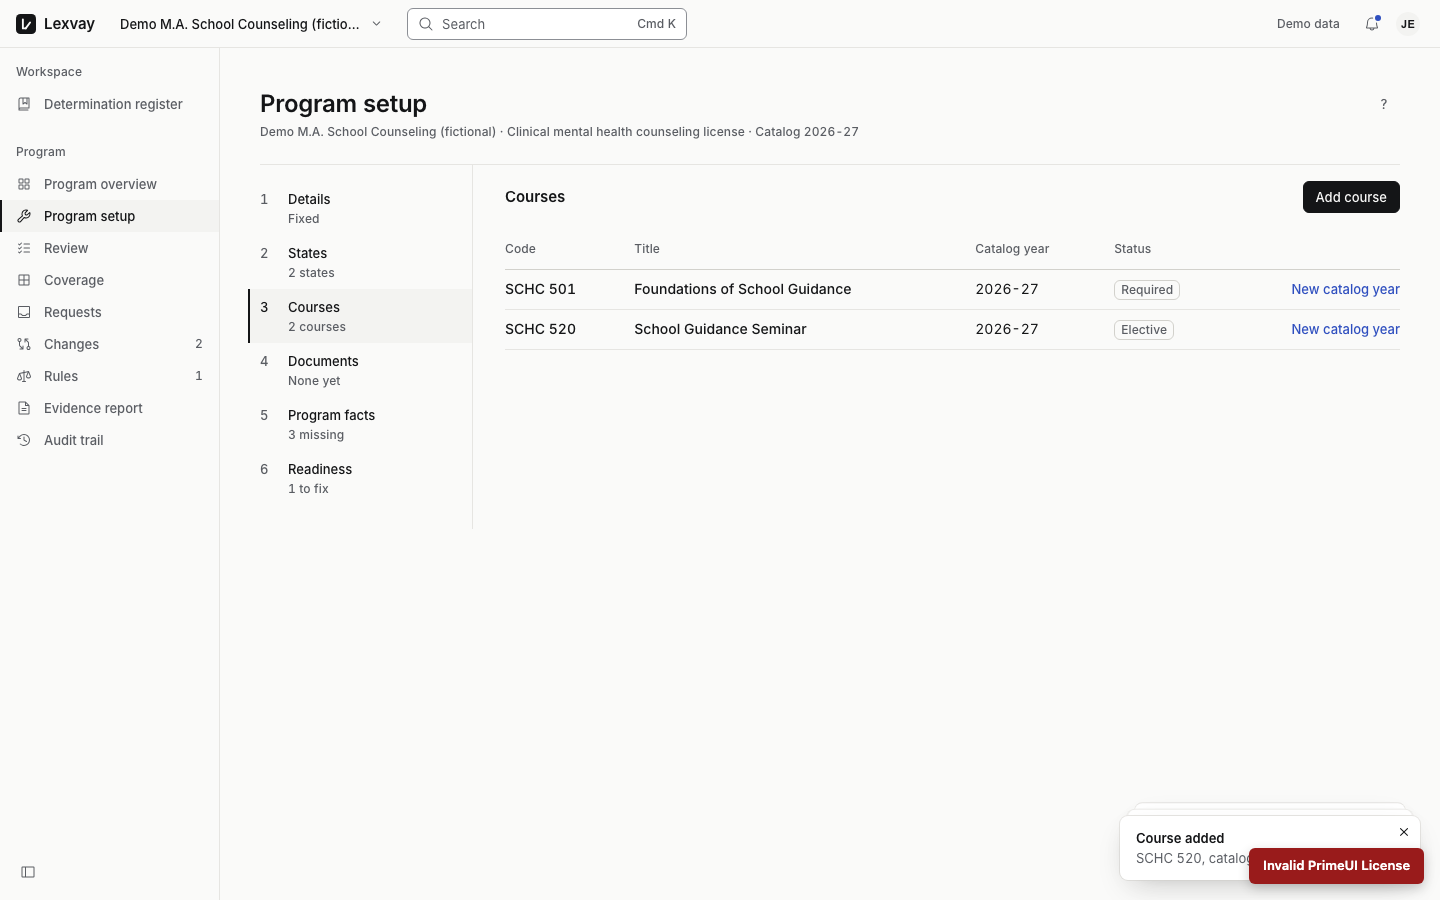 Lexvay
Demo M.A. School Counseling (fictio...
Search
Cmd K
Demo data
JE
Workspace
Determination register
Program
Program overview
Program setup
Review
Coverage
Requests
Changes 2
Rules 1
Evidence report
Audit trail
Program setup
?
Demo M.A. School Counseling (fictional) · Clinical mental health counseling license · Catalog 2026-27
1 Details
Fixed
2 States
2 states
3 Courses
2 courses
4 Documents
None yet
5 Program facts
3 missing
6 Readiness
1 to fix
Courses
Add course
Code Title Catalog year Status
SCHC 501 Foundations of School Guidance 2026-27 Required New catalog year
SCHC 520 School Guidance Seminar 2026-27 Elective New catalog year
Course added
SCHC 520, catalog
Invalid PrimeUI License